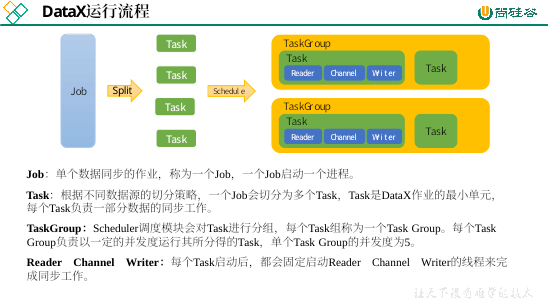 DataX运行流程
尚硅谷
Job
Split
Task
Task
Task
Task
Schedule
TaskGroup
Task
Reader Channel Writer
Task
TaskGroup
Task
Reader Channel Writer
Task
Job：单个数据同步的作业，称为一个Job，一个Job启动一个进程。
Task：根据不同数据源的切分策略，一个Job会切分为多个Task，Task是DataX作业的最小单元，
每个Task负责一部分数据的同步工作。
TaskGroup：Scheduler调度模块会对Task进行分组，每个Task组称为一个Task Group。每个Task
Group负责以一定的并发度运行其所分得的Task，单个Task Group的并发度为5。
Reader Channel Writer：每个Task启动后，都会固定启动Reader Channel Writer的线程来完
成同步工作。
让天下没有难学的技术